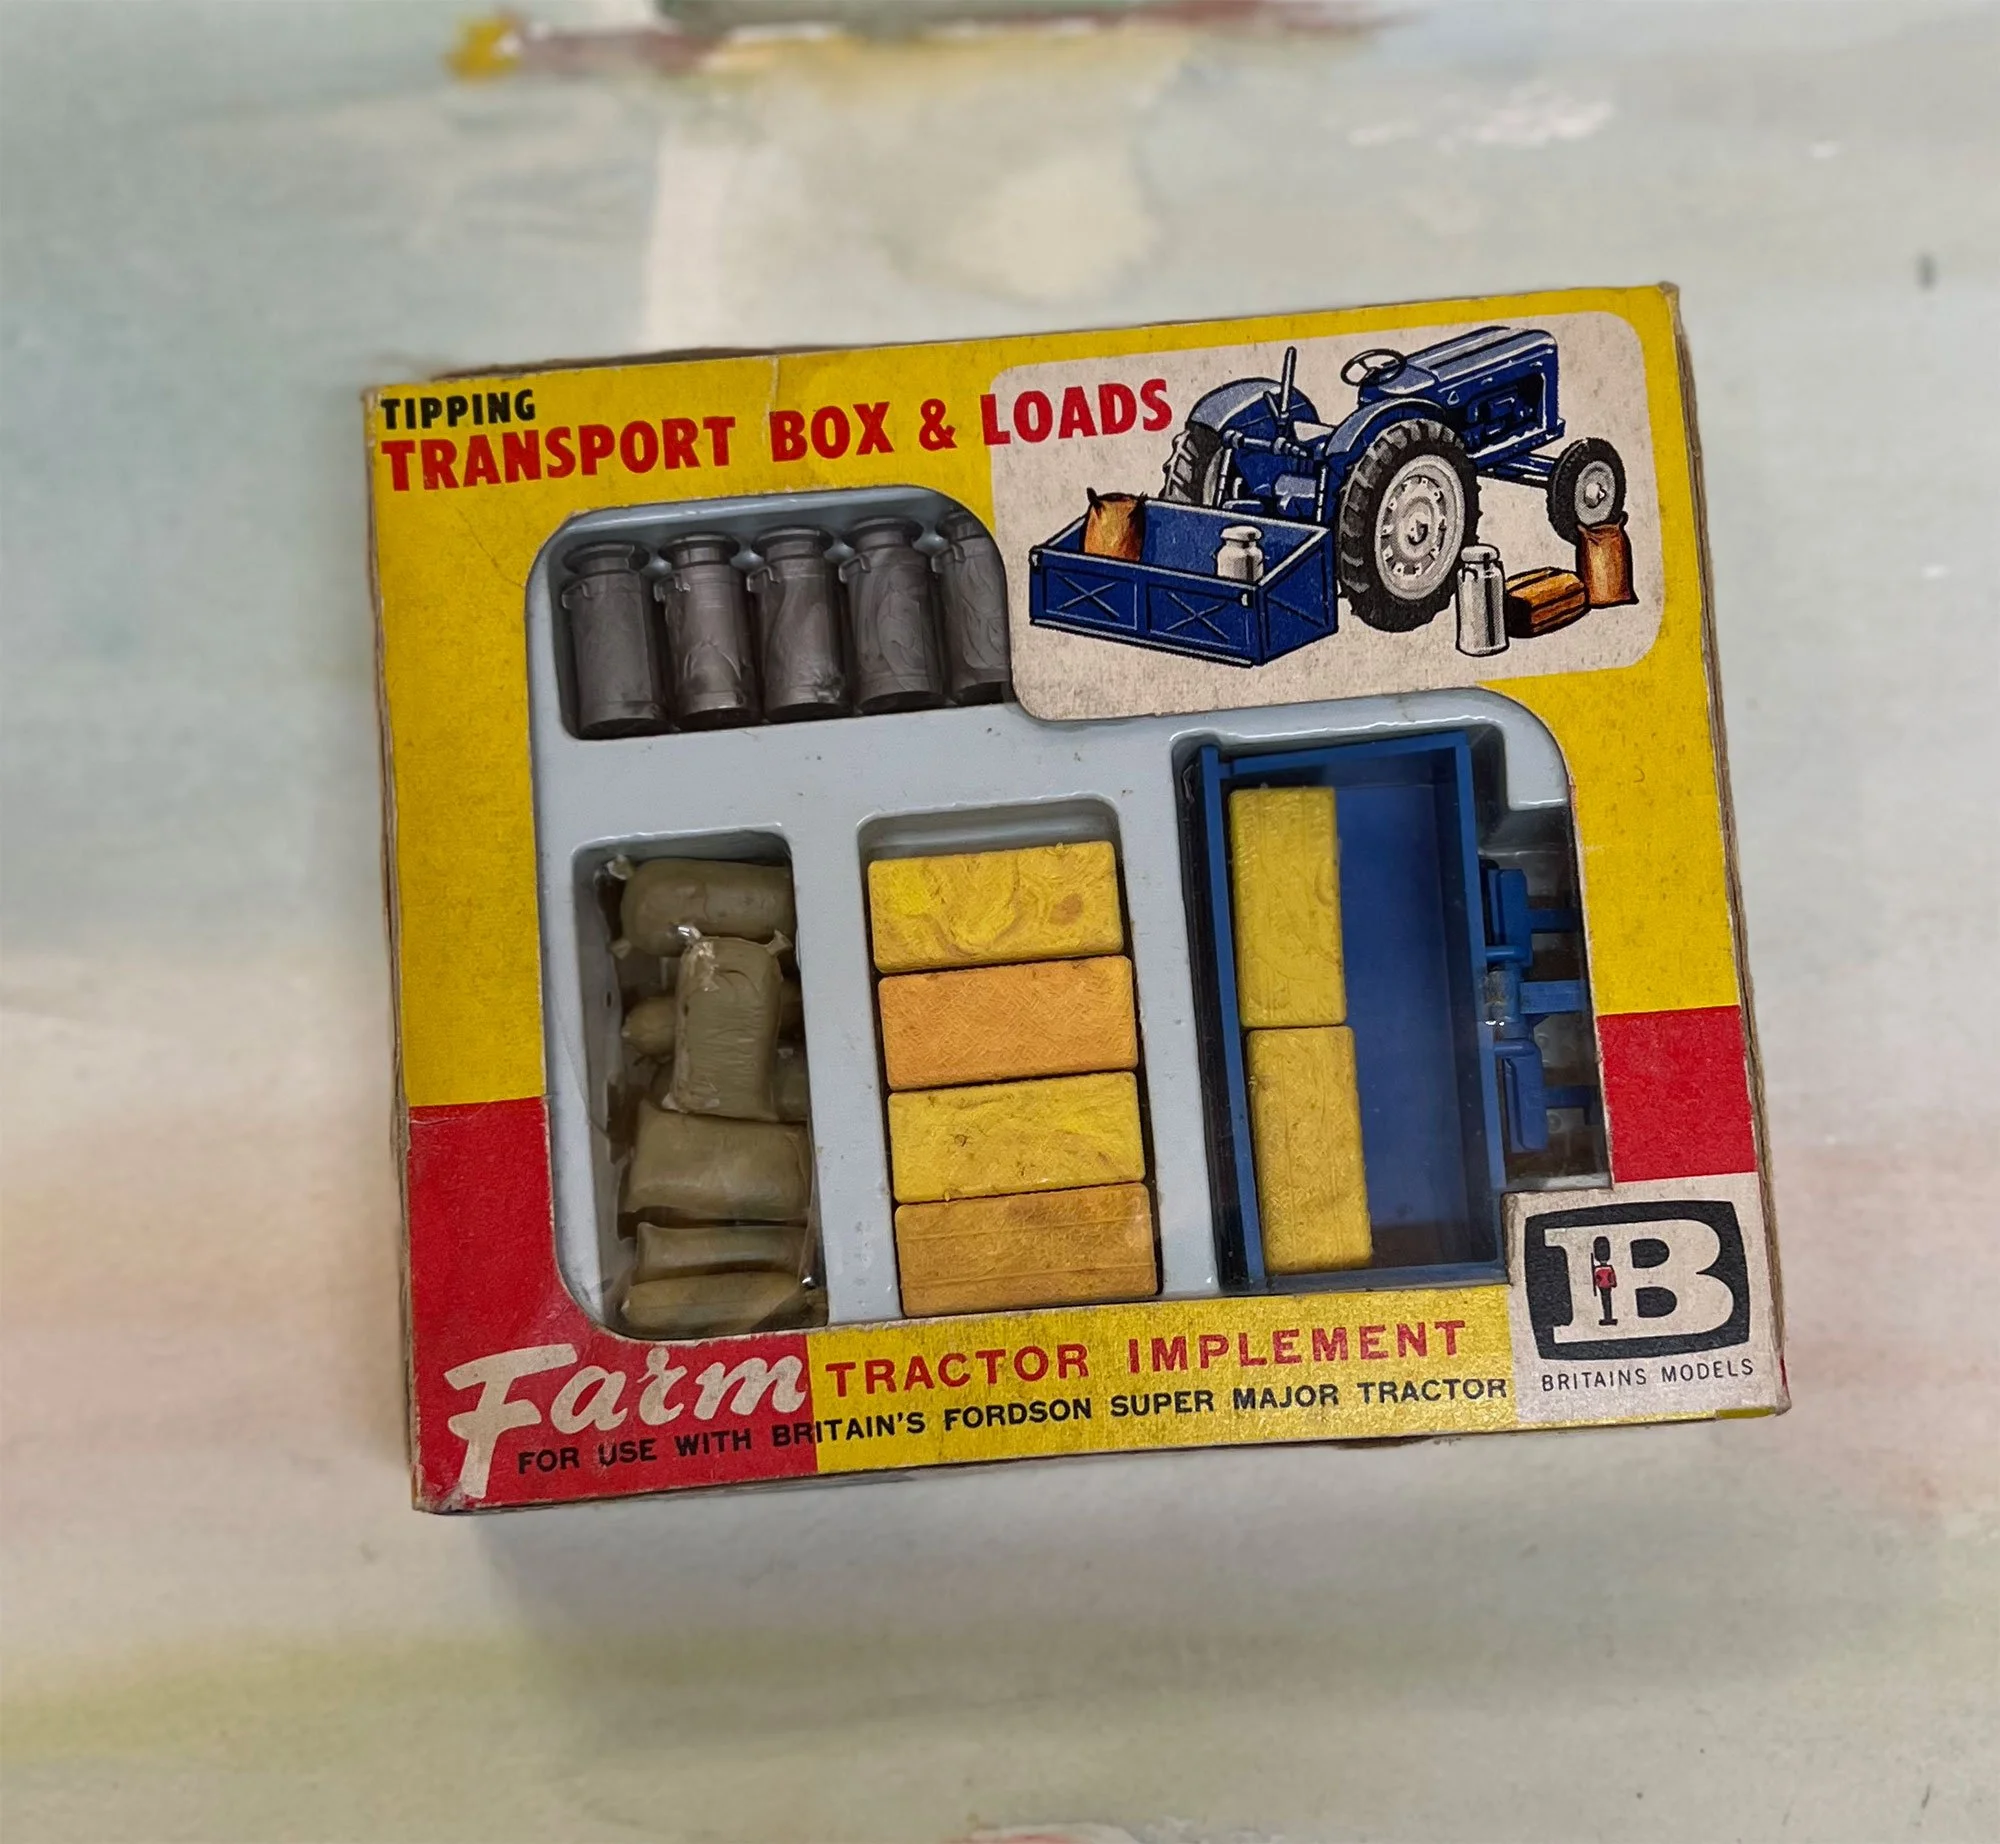 TIPPING
TRANSPORT BOX & LOADS
Farm TRACTOR IMPLEMENT
FOR USE WITH BRITAIN'S FORDSON SUPER MAJOR TRACTOR
B
BRITAINS MODELS